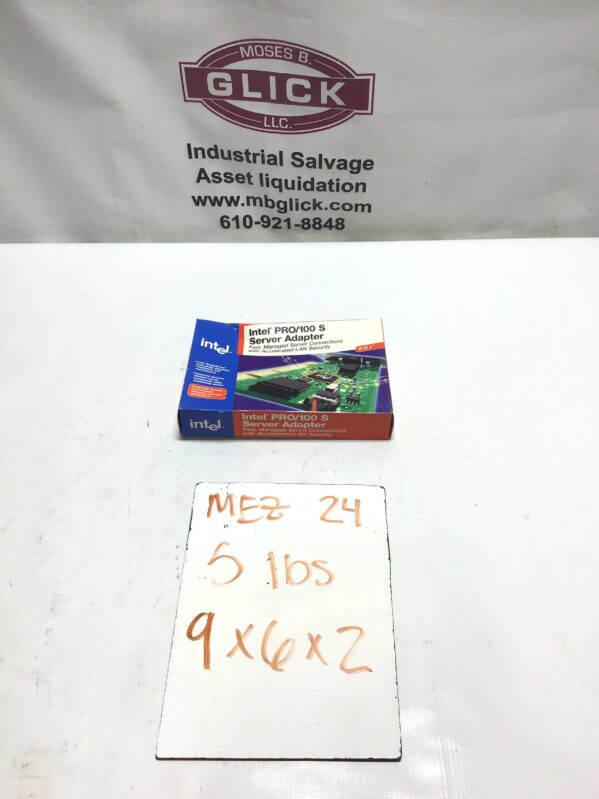 MOSES B.
GLICK
LLC.
Industrial Salvage
Asset liquidation
www.mbglick.com
610-921-8848
intel.
Intel PRO/100 S
Server Adapter
Fast, Managed Server Connections
with Accelerated LAN Security
PCI
intel.
Intel PRO/100 S
Server Adapter
Fast, Managed Server Connections
with Accelerated LAN Security
MEZ 24
5 lbs
9x6x2